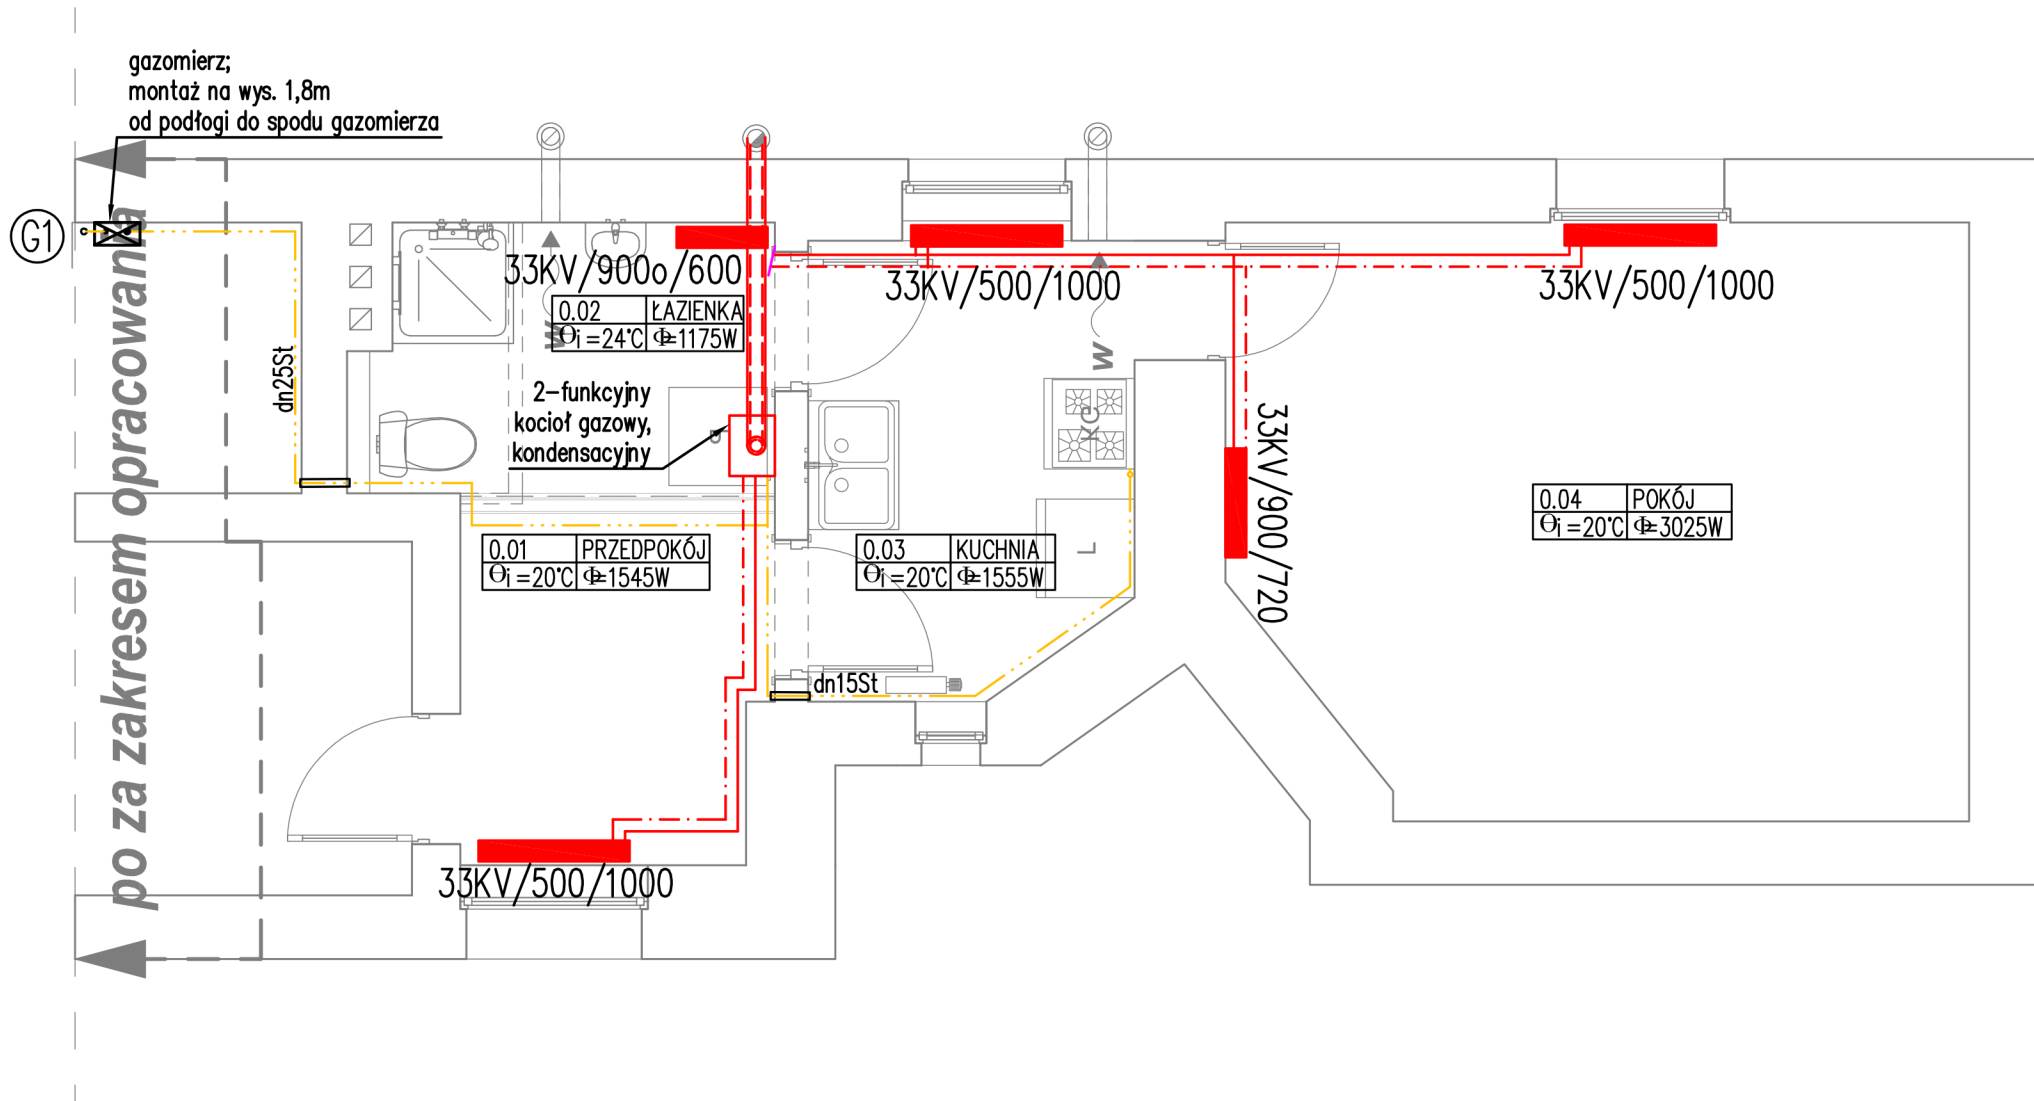 gazomierz;
montaż na wys. 1,8m
od podłogi do spodu gazomierza
G1
po za zakresem opracowania
dn25St
33KV/900o/600
0.02 ŁAZIENKA
Θi=24°C Φ=1175W
w
2-funkcyjny
kocioł gazowy,
kondensacyjny
33KV/500/1000
w
KG
33KV/500/1000
33KV/900/720
0.04 POKÓJ
Θi=20°C Φ=3025W
0.01 PRZEDPOKÓJ
Θi=20°C Φ=1545W
0.03 KUCHNIA
Θi=20°C Φ=1555W
L
dn15St
33KV/500/1000